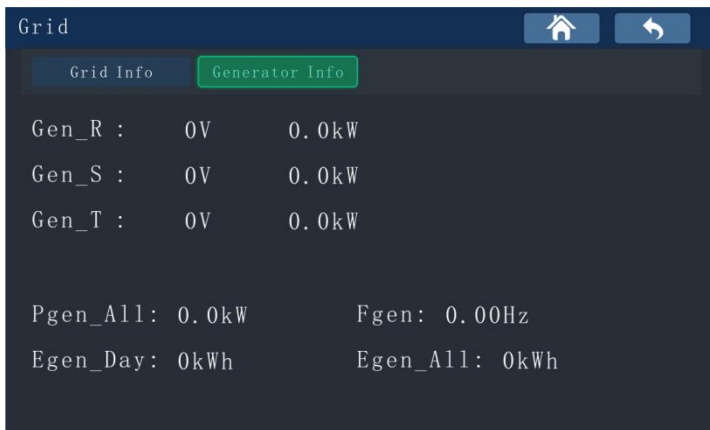 Grid
Grid Info Generator Info
Gen_R : 0V 0.0kW
Gen_S : 0V 0.0kW
Gen_T : 0V 0.0kW
Pgen_All: 0.0kW Fgen: 0.00Hz
Egen_Day: 0kWh Egen_All: 0kWh